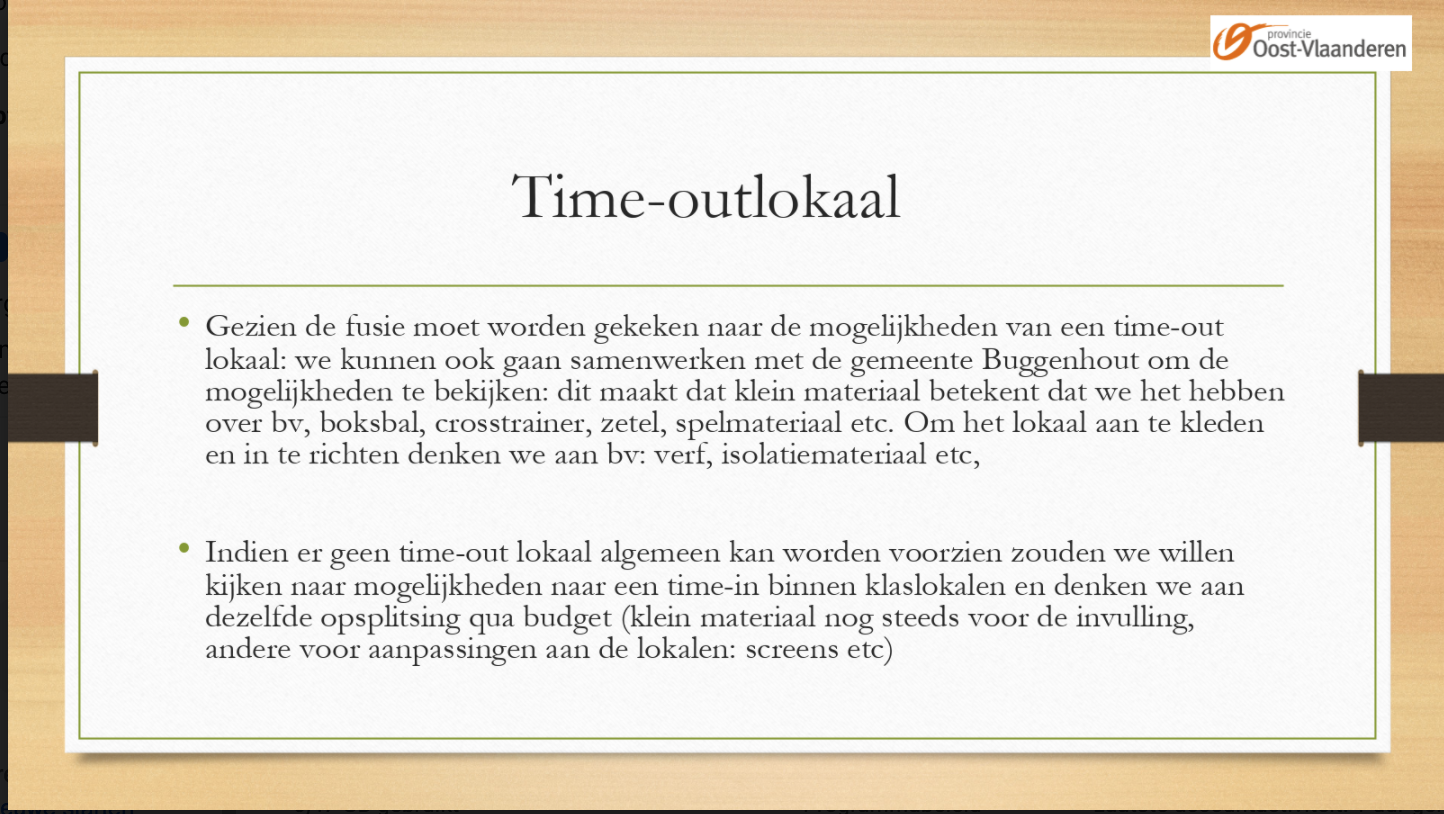 provincie
Oost-Vlaanderen
Time-outlokaal
• Gezien de fusie moet worden gekeken naar de mogelijkheden van een time-out
lokaal: we kunnen ook gaan samenwerken met de gemeente Buggenhout om de
mogelijkheden te bekijken: dit maakt dat klein materiaal betekent dat we het hebben
over bv, boksbal, crosstrainer, zetel, spelmateriaal etc. Om het lokaal aan te kleden
en in te richten denken we aan bv: verf, isolatiemateriaal etc,
• Indien er geen time-out lokaal algemeen kan worden voorzien zouden we willen
kijken naar mogelijkheden naar een time-in binnen klaslokalen en denken we aan
dezelfde opsplitsing qua budget (klein materiaal nog steeds voor de invulling,
andere voor aanpassingen aan de lokalen: screens etc)